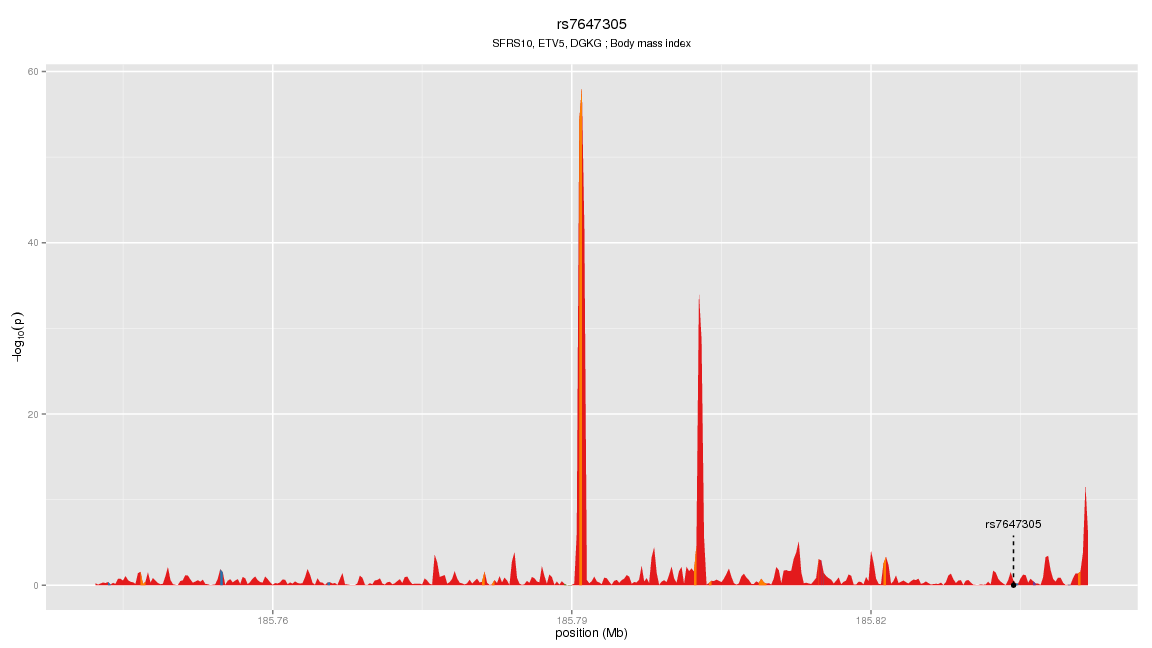 rs7647305
SFRS10, ETV5, DGKG ; Body mass index
60
40
20
0
−log10(p)
rs7647305
185.76
185.79
185.82
position (Mb)